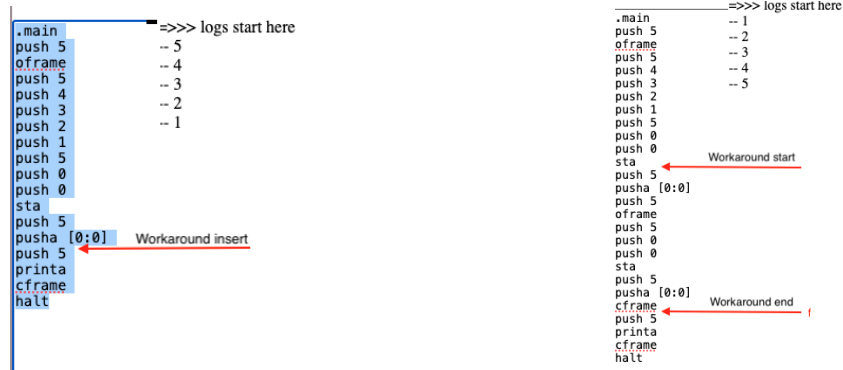 .main
push 5
oframe
push 5
push 4
push 3
push 2
push 1
push 5
push 0
push 0
sta
push 5
pusha [0:0]
push 5
printa
cframe
halt
=>>> logs start here
-- 5
-- 4
-- 3
-- 2
-- 1
Workaround insert
.main
push 5
oframe
push 5
push 4
push 3
push 2
push 1
push 5
push 0
push 0
sta
push 5
pusha [0:0]
push 5
oframe
push 5
push 0
push 0
sta
push 5
pusha [0:0]
cframe
push 5
printa
cframe
halt
=>>> logs start here
-- 1
-- 2
-- 3
-- 4
-- 5
Workaround start
Workaround end
f